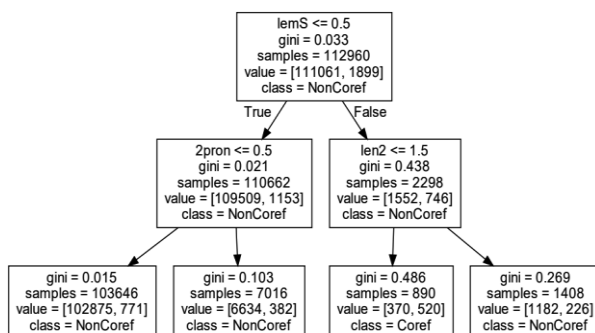 lemS <= 0.5
gini = 0.033
samples = 112960
value = [111061, 1899]
class = NonCoref
True
False
2pron <= 0.5
gini = 0.021
samples = 110662
value = [109509, 1153]
class = NonCoref
len2 <= 1.5
gini = 0.438
samples = 2298
value = [1552, 746]
class = NonCoref
gini = 0.015
samples = 103646
value = [102875, 771]
class = NonCoref
gini = 0.103
samples = 7016
value = [6634, 382]
class = NonCoref
gini = 0.486
samples = 890
value = [370, 520]
class = Coref
gini = 0.269
samples = 1408
value = [1182, 226]
class = NonCoref